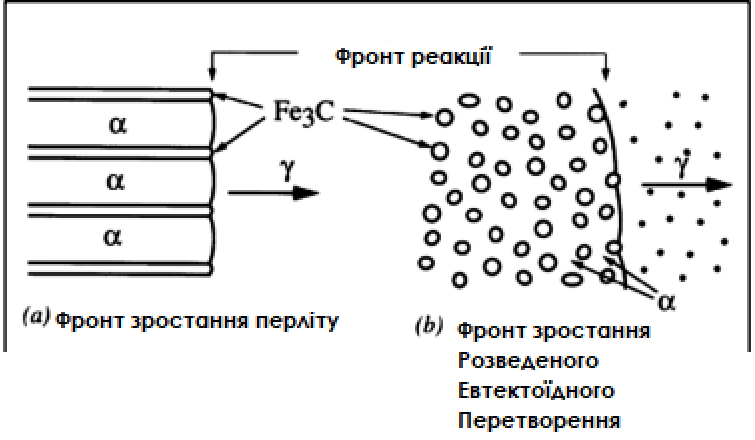 Фронт реакції
Fe3C
α
α
α
γ
γ
α
(a) Фронт зростання перліту
(b) Фронт зростання
Розведеного
Евтектоїдного
Перетворення